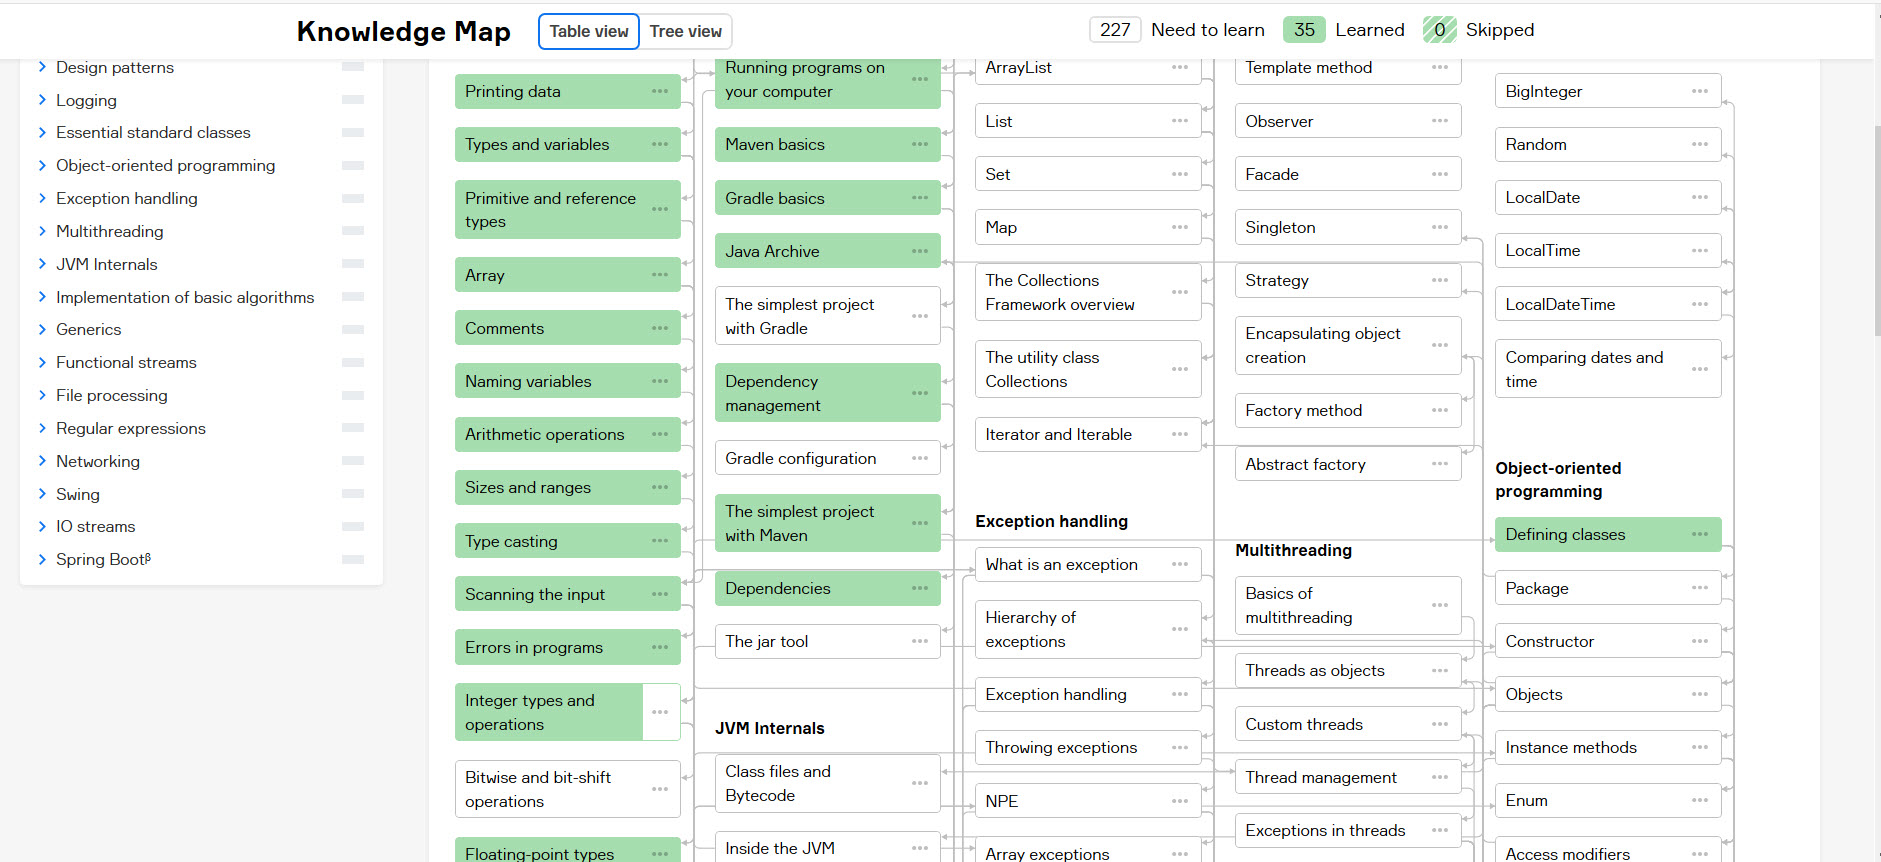 Knowledge Map
Table view
Tree view
227 Need to learn
35 Learned
0 Skipped
Design patterns
Logging
Essential standard classes
Object-oriented programming
Exception handling
Multithreading
JVM Internals
Implementation of basic algorithms
Generics
Functional streams
File processing
Regular expressions
Networking
Swing
IO streams
Spring Bootᵝ
Printing data
Types and variables
Primitive and reference
types
Array
Comments
Naming variables
Arithmetic operations
Sizes and ranges
Type casting
Scanning the input
Errors in programs
Integer types and
operations
Bitwise and bit-shift
operations
Floating-point types
Running programs on
your computer
Maven basics
Gradle basics
Java Archive
The simplest project
with Gradle
Dependency
management
Gradle configuration
The simplest project
with Maven
Dependencies
The jar tool
JVM Internals
Class files and
Bytecode
Inside the JVM
ArrayList
List
Set
Map
The Collections
Framework overview
The utility class
Collections
Iterator and Iterable
Exception handling
What is an exception
Hierarchy of
exceptions
Exception handling
Throwing exceptions
NPE
Array exceptions
Template method
Observer
Facade
Singleton
Strategy
Encapsulating object
creation
Factory method
Abstract factory
Multithreading
Basics of
multithreading
Threads as objects
Custom threads
Thread management
Exceptions in threads
BigInteger
Random
LocalDate
LocalTime
LocalDateTime
Comparing dates and
time
Object-oriented
programming
Defining classes
Package
Constructor
Objects
Instance methods
Enum
Access modifiers